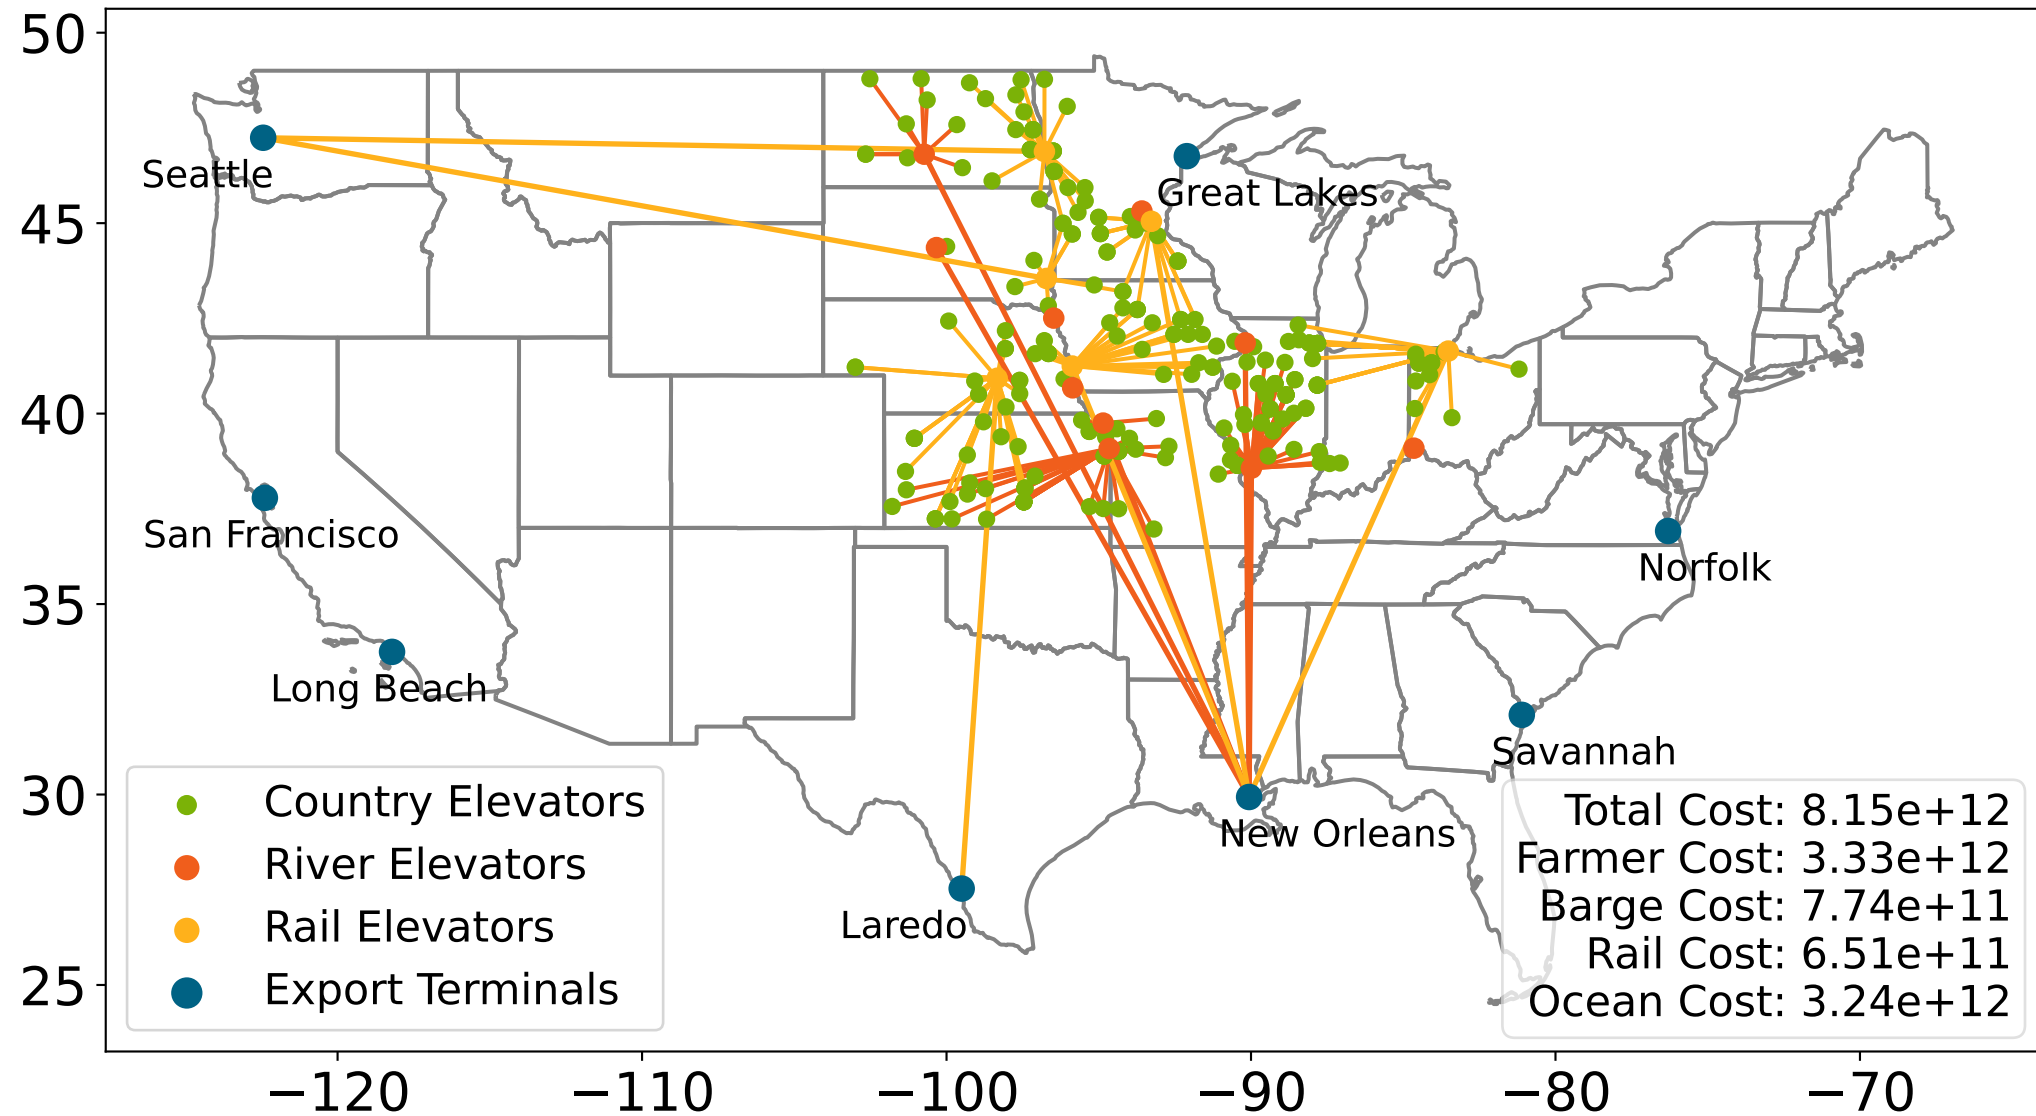 50
45
40
35
30
25
−120
−110
−100
−90
−80
−70
Seattle
Great Lakes
San Francisco
Norfolk
Long Beach
Savannah
New Orleans
Laredo
Country Elevators
River Elevators
Rail Elevators
Export Terminals
Total Cost: 8.15e+12
Farmer Cost: 3.33e+12
Barge Cost: 7.74e+11
Rail Cost: 6.51e+11
Ocean Cost: 3.24e+12